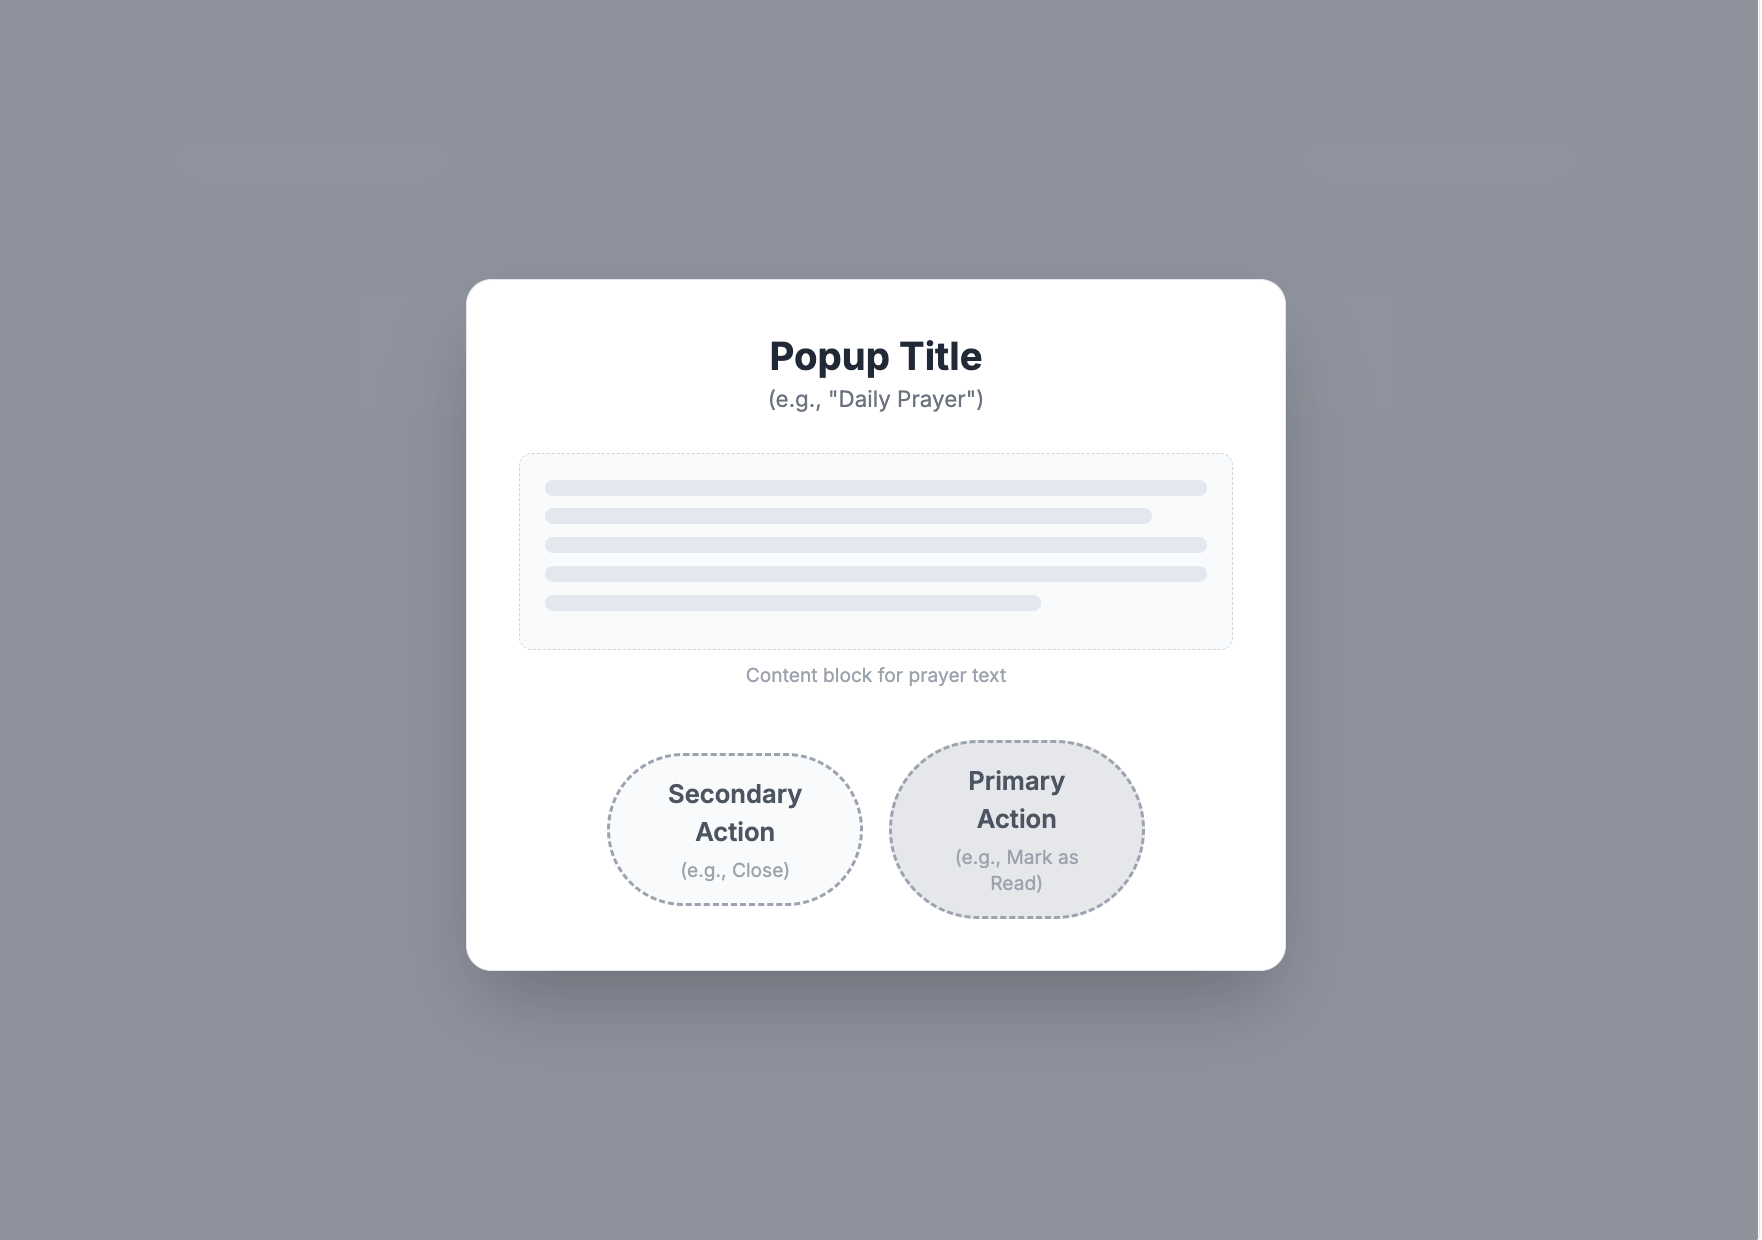 Popup Title
(e.g., "Daily Prayer")
Content block for prayer text
Secondary
Action
(e.g., Close)
Primary
Action
(e.g., Mark as
Read)